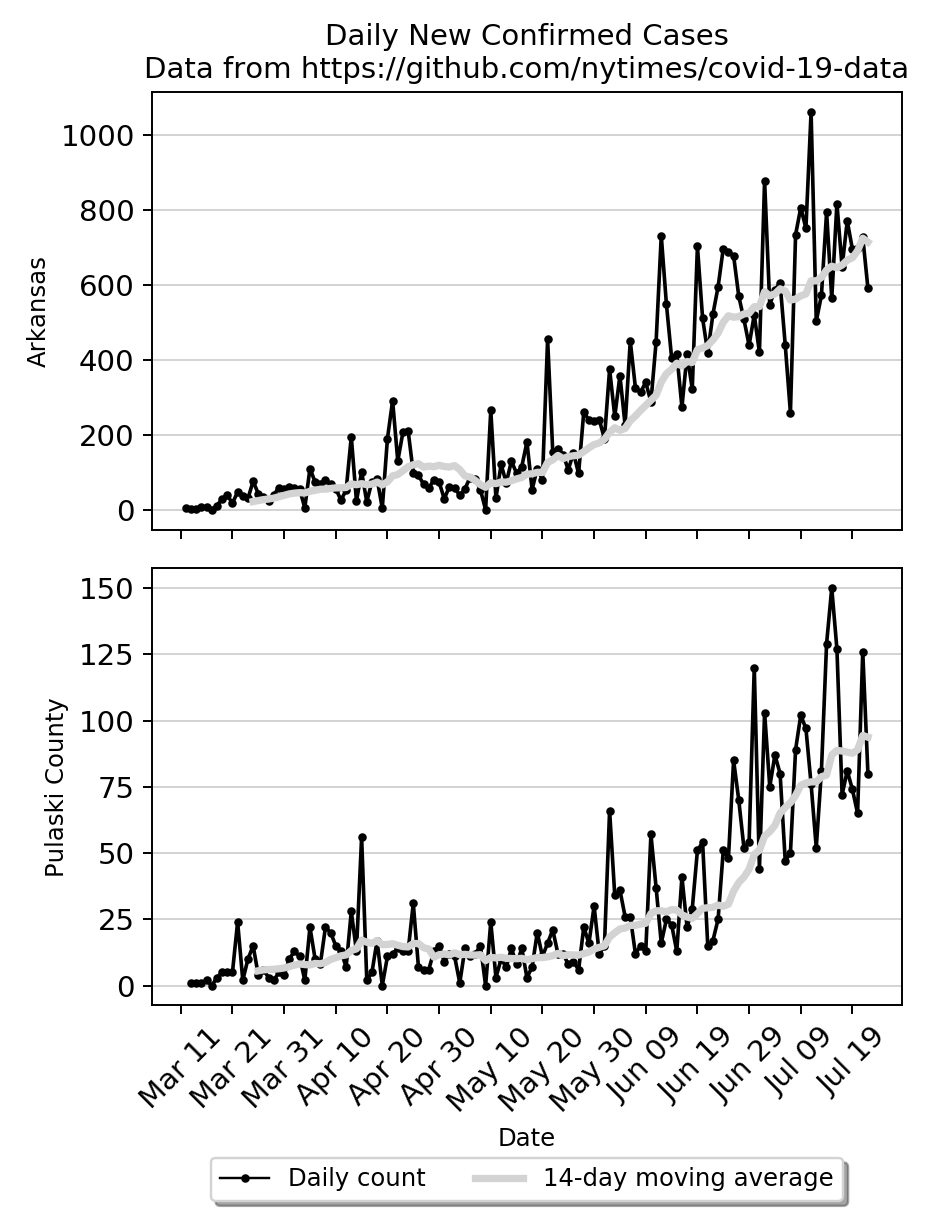 Daily New Confirmed Cases
Data from https://github.com/nytimes/covid-19-data
Arkansas
1000
800
600
400
200
0
Pulaski County
150
125
100
75
50
25
0
Mar 11
Mar 21
Mar 31
Apr 10
Apr 20
Apr 30
May 10
May 20
May 30
Jun 09
Jun 19
Jun 29
Jul 09
Jul 19
Date
Daily count
14-day moving average